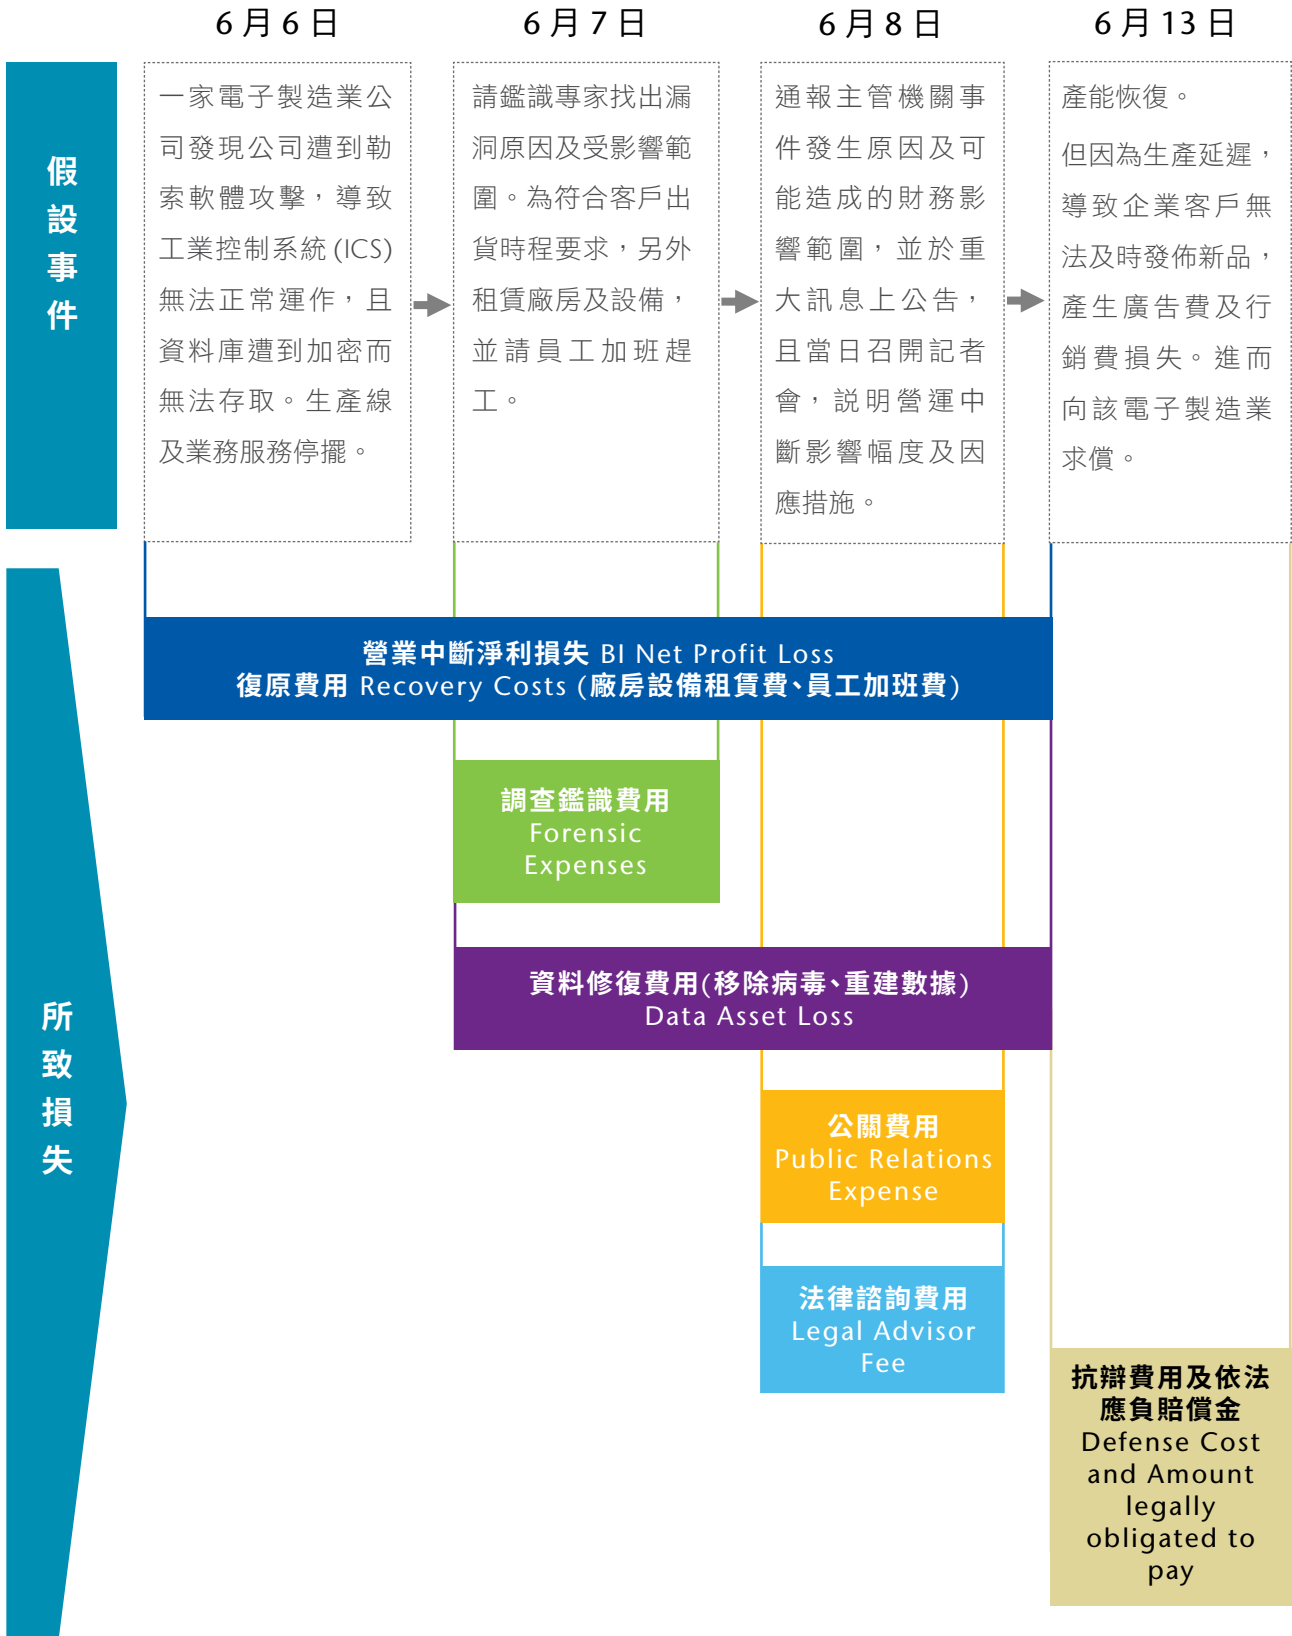 6 月 6 日
6 月 7 日
6 月 8 日
6 月 13 日
假設事件
一家電子製造業公
司發現公司遭到勒
索軟體攻擊，導致
工業控制系統 (ICS)
無法正常運作，且
資料庫遭到加密而
無法存取。生產線
及業務服務停擺。
請鑑識專家找出漏
洞原因及受影響範
圍。為符合客戶出
貨時程要求，另外
租賃廠房及設備，
並請員工加班趕
工。
通報主管機關事
件發生原因及可
能造成的財務影
響範圍，並於重
大訊息上公告，
且當日召開記者
會，說明營運中
斷影響幅度及因
應措施。
產能恢復。
但因為生產延遲，
導致企業客戶無
法及時發佈新品，
產生廣告費及行
銷費損失。進而
向該電子製造業
求償。
所致損失
營業中斷淨利損失 BI Net Profit Loss
復原費用 Recovery Costs (廠房設備租賃費、員工加班費)
調查鑑識費用
Forensic
Expenses
資料修復費用(移除病毒、重建數據)
Data Asset Loss
公關費用
Public Relations
Expense
法律諮詢費用
Legal Advisor
Fee
抗辯費用及依法
應負賠償金
Defense Cost
and Amount
legally
obligated to
pay